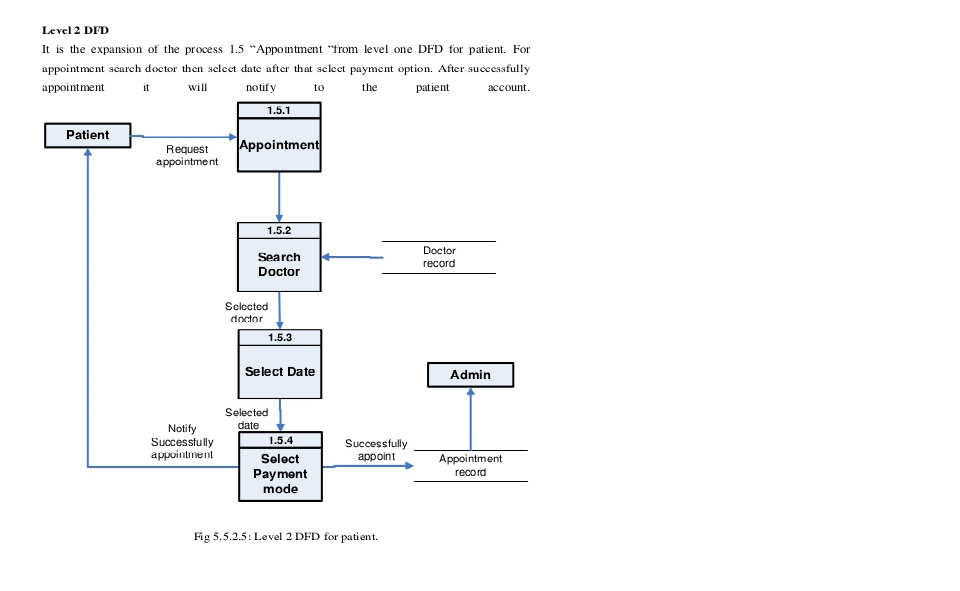 Level 2 DFD
It is the expansion of the process 1.5 “Appointment “from level one DFD for patient. For
appointment search doctor then select date after that select payment option. After successfully
appointment it will notify to the patient account.
1.5.1
Patient
Appointment
Request
appointment
1.5.2
Search
Doctor
Doctor
record
Selected
doctor
1.5.3
Select Date
Admin
Selected
date
Notify
Successfully
appointment
1.5.4
Select
Payment
mode
Successfully
appoint
Appointment
record
Fig 5.5.2.5: Level 2 DFD for patient.